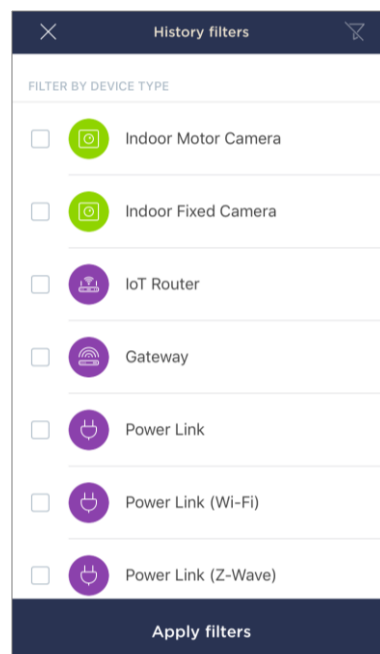 History filters
FILTER BY DEVICE TYPE
Indoor Motor Camera
Indoor Fixed Camera
IoT Router
Gateway
Power Link
Power Link (Wi-Fi)
Power Link (Z-Wave)
Apply filters